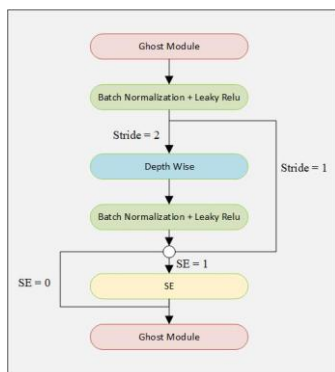 Ghost Module
Batch Normalization + Leaky Relu
Stride = 2
Depth Wise
Stride = 1
Batch Normalization + Leaky Relu
SE = 1
SE = 0
SE
Ghost Module